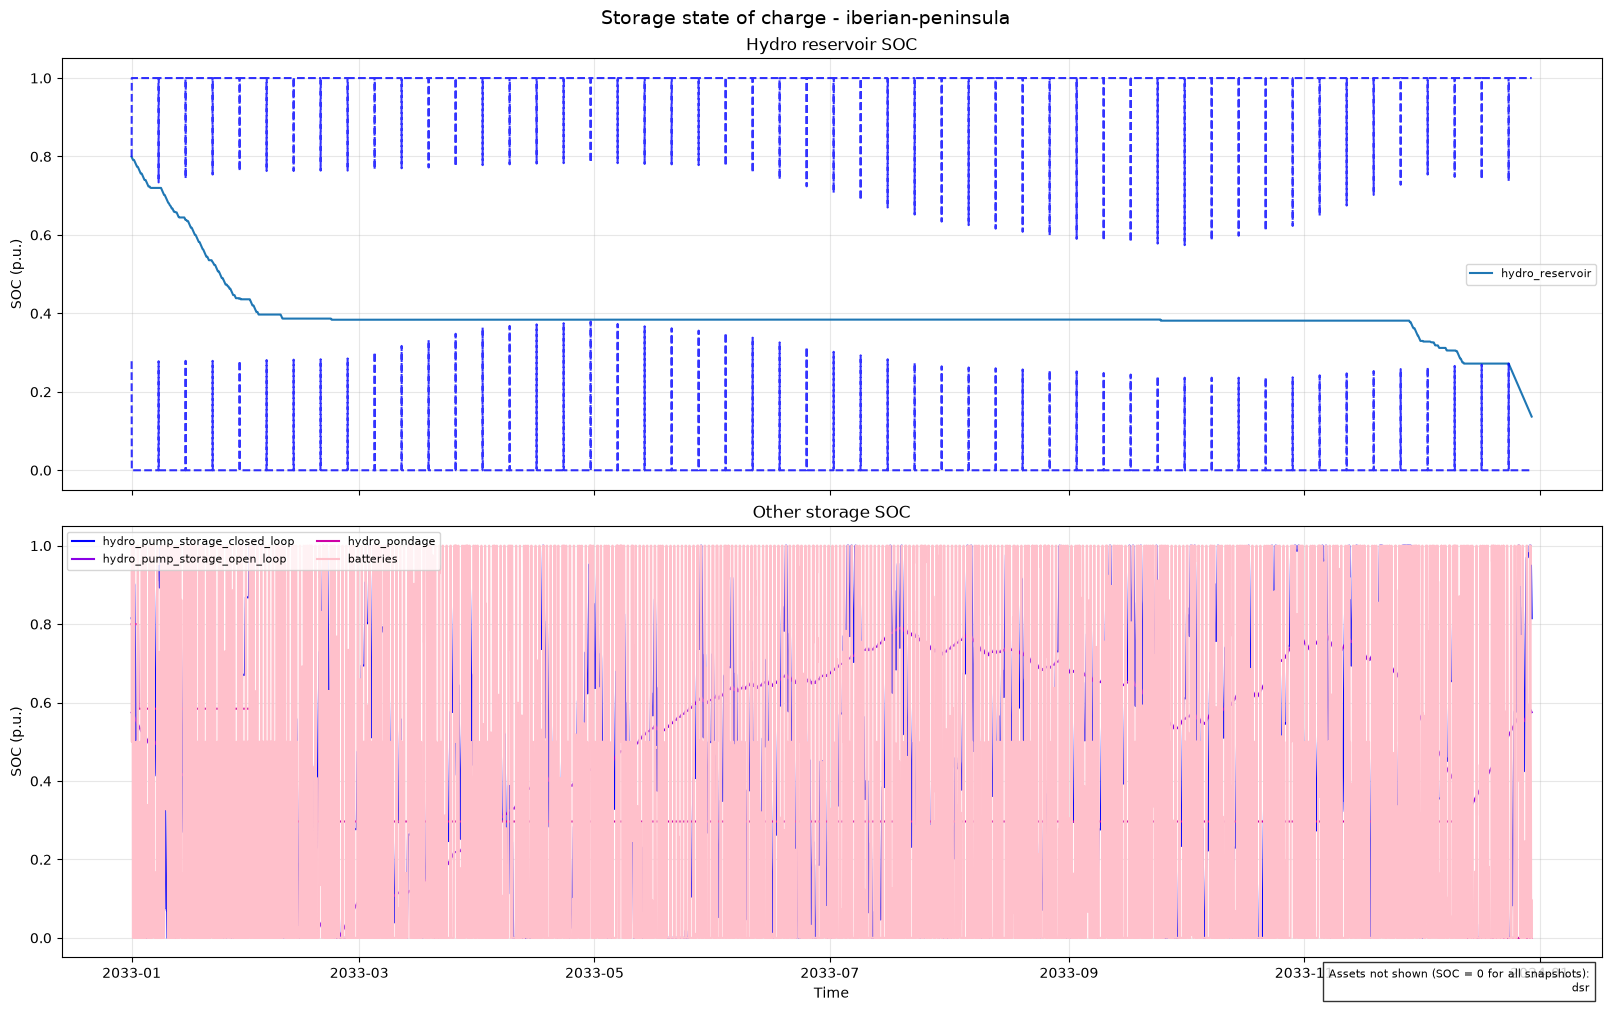 Storage state of charge - iberian-peninsula
Hydro reservoir SOC
1.0
0.8
0.6
0.4
0.2
0.0
SOC (p.u.)
hydro_reservoir
Other storage SOC
hydro_pump_storage_closed_loop
hydro_pump_storage_open_loop
hydro_pondage
batteries
1.0
0.8
0.6
0.4
0.2
0.0
SOC (p.u.)
2033-01
2033-03
2033-05
2033-07
2033-09
Time
Assets not shown (SOC = 0 for all snapshots):
dsr